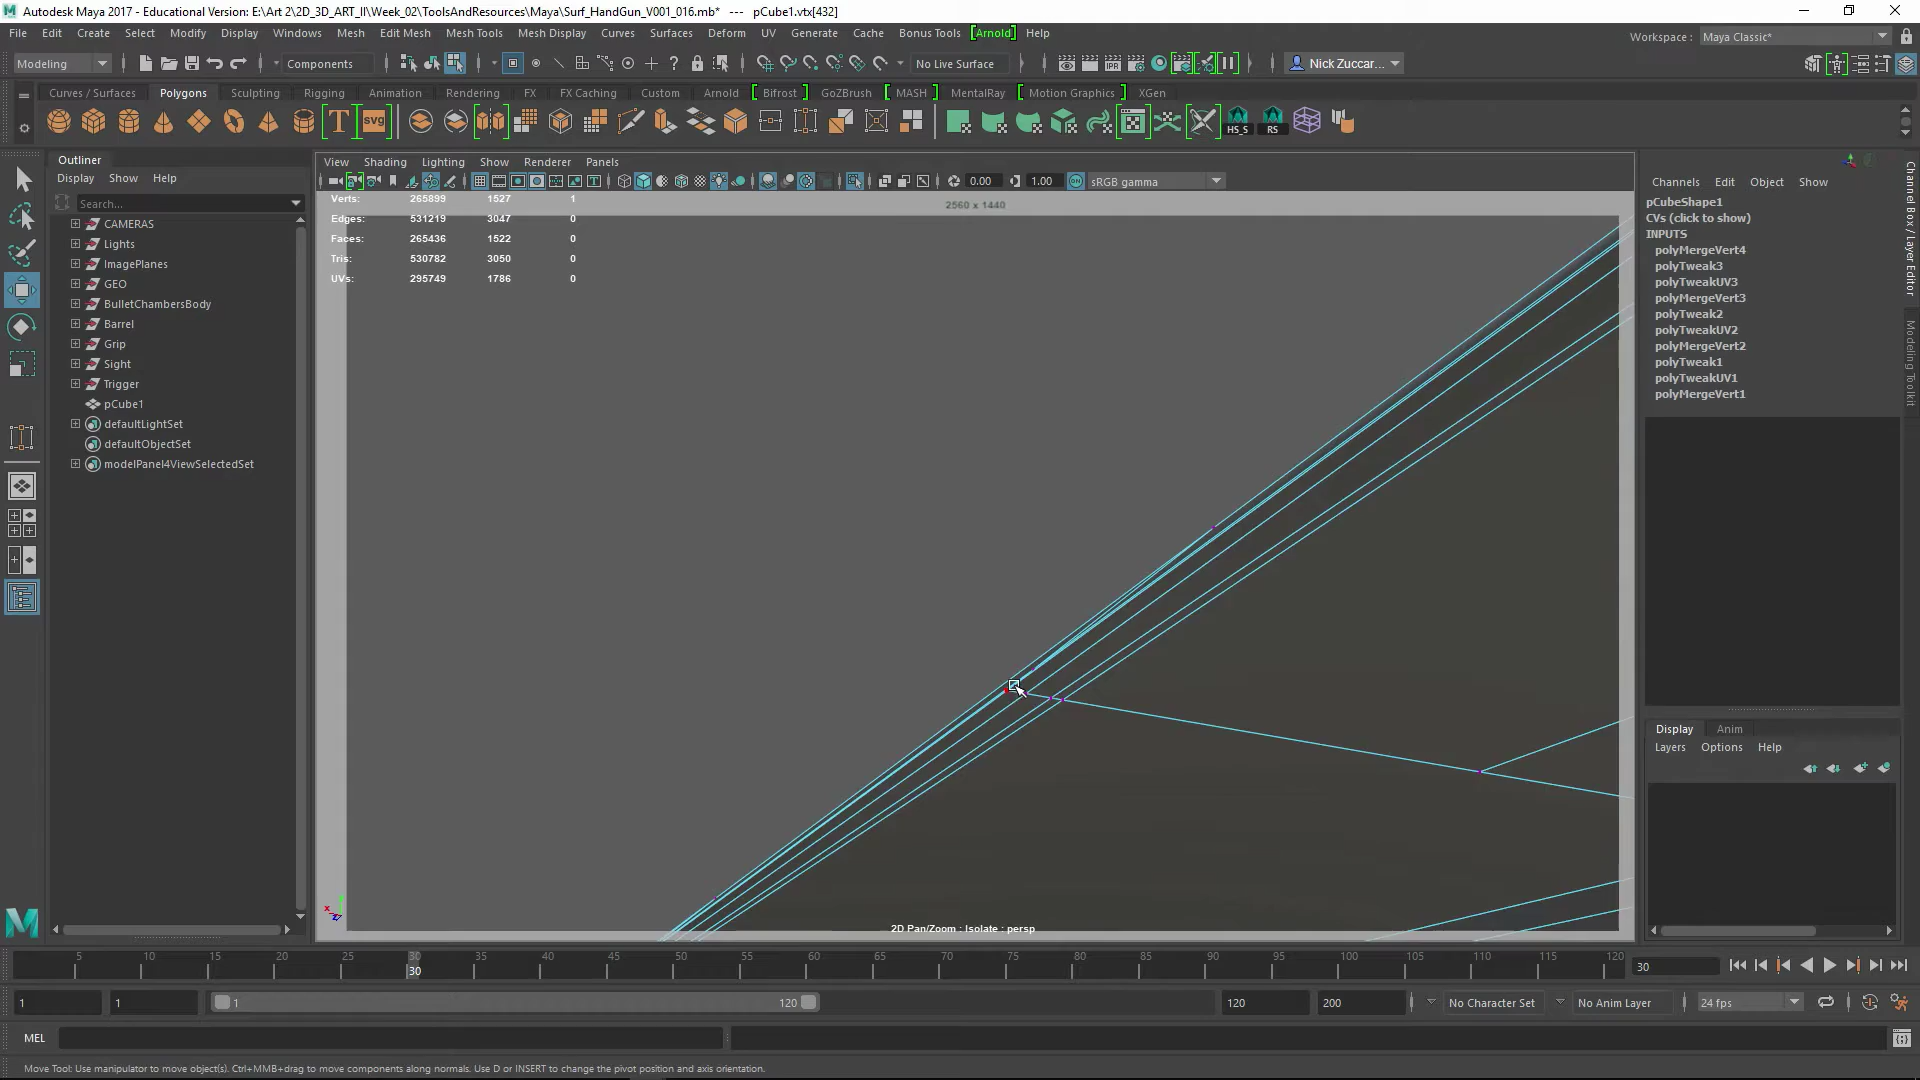 Autodesk Maya 2017 - Educational Version: E:\Art 2\2D_3D_ART_II\Week_02\ToolsAndResources\Maya\Surf_HandGun_V001_016.mb* --- pCube1.vtx[432]
File Edit Create Select Modify Display Windows Mesh Edit Mesh Mesh Tools Mesh Display Curves Surfaces Deform UV Generate Cache Bonus Tools [Arnold] Help
Workspace : Maya Classic*
Modeling Components No Live Surface Nick Zuccar...
Curves / Surfaces Polygons Sculpting Rigging Animation Rendering FX FX Caching Custom Arnold [ Bifrost ] GoZBrush [ MASH ] MentalRay [ Motion Graphics ] XGen
T svg HS_S RS
Outliner
Display Show Help
Search...
CAMERAS
Lights
ImagePlanes
GEO
BulletChambersBody
Barrel
Grip
Sight
Trigger
pCube1
defaultLightSet
defaultObjectSet
modelPanel4ViewSelectedSet
View Shading Lighting Show Renderer Panels
0.00 1.00 sRGB gamma
2560 x 1440
Verts: 265899 1527 1
Edges: 531219 3047 0
Faces: 265436 1522 0
Tris: 530782 3050 0
UVs: 295749 1786 0
2D Pan/Zoom : Isolate : persp
Channels Edit Object Show
pCubeShape1
CVs (click to show)
INPUTS
polyMergeVert4
polyTweak3
polyTweakUV3
polyMergeVert3
polyTweak2
polyTweakUV2
polyMergeVert2
polyTweak1
polyTweakUV1
polyMergeVert1
Channel Box / Layer Editor
Modeling Toolkit
Display Anim
Layers Options Help
5 10 15 20 25 30 35 40 45 50 55 60 65 70 75 80 85 90 95 100 105 110 115 120
30
30
1 1 1 120 120 200 No Character Set No Anim Layer 24 fps
MEL
Move Tool: Use manipulator to move object(s). Ctrl+MMB+drag to move components along normals. Use D or INSERT to change the pivot position and axis orientation.